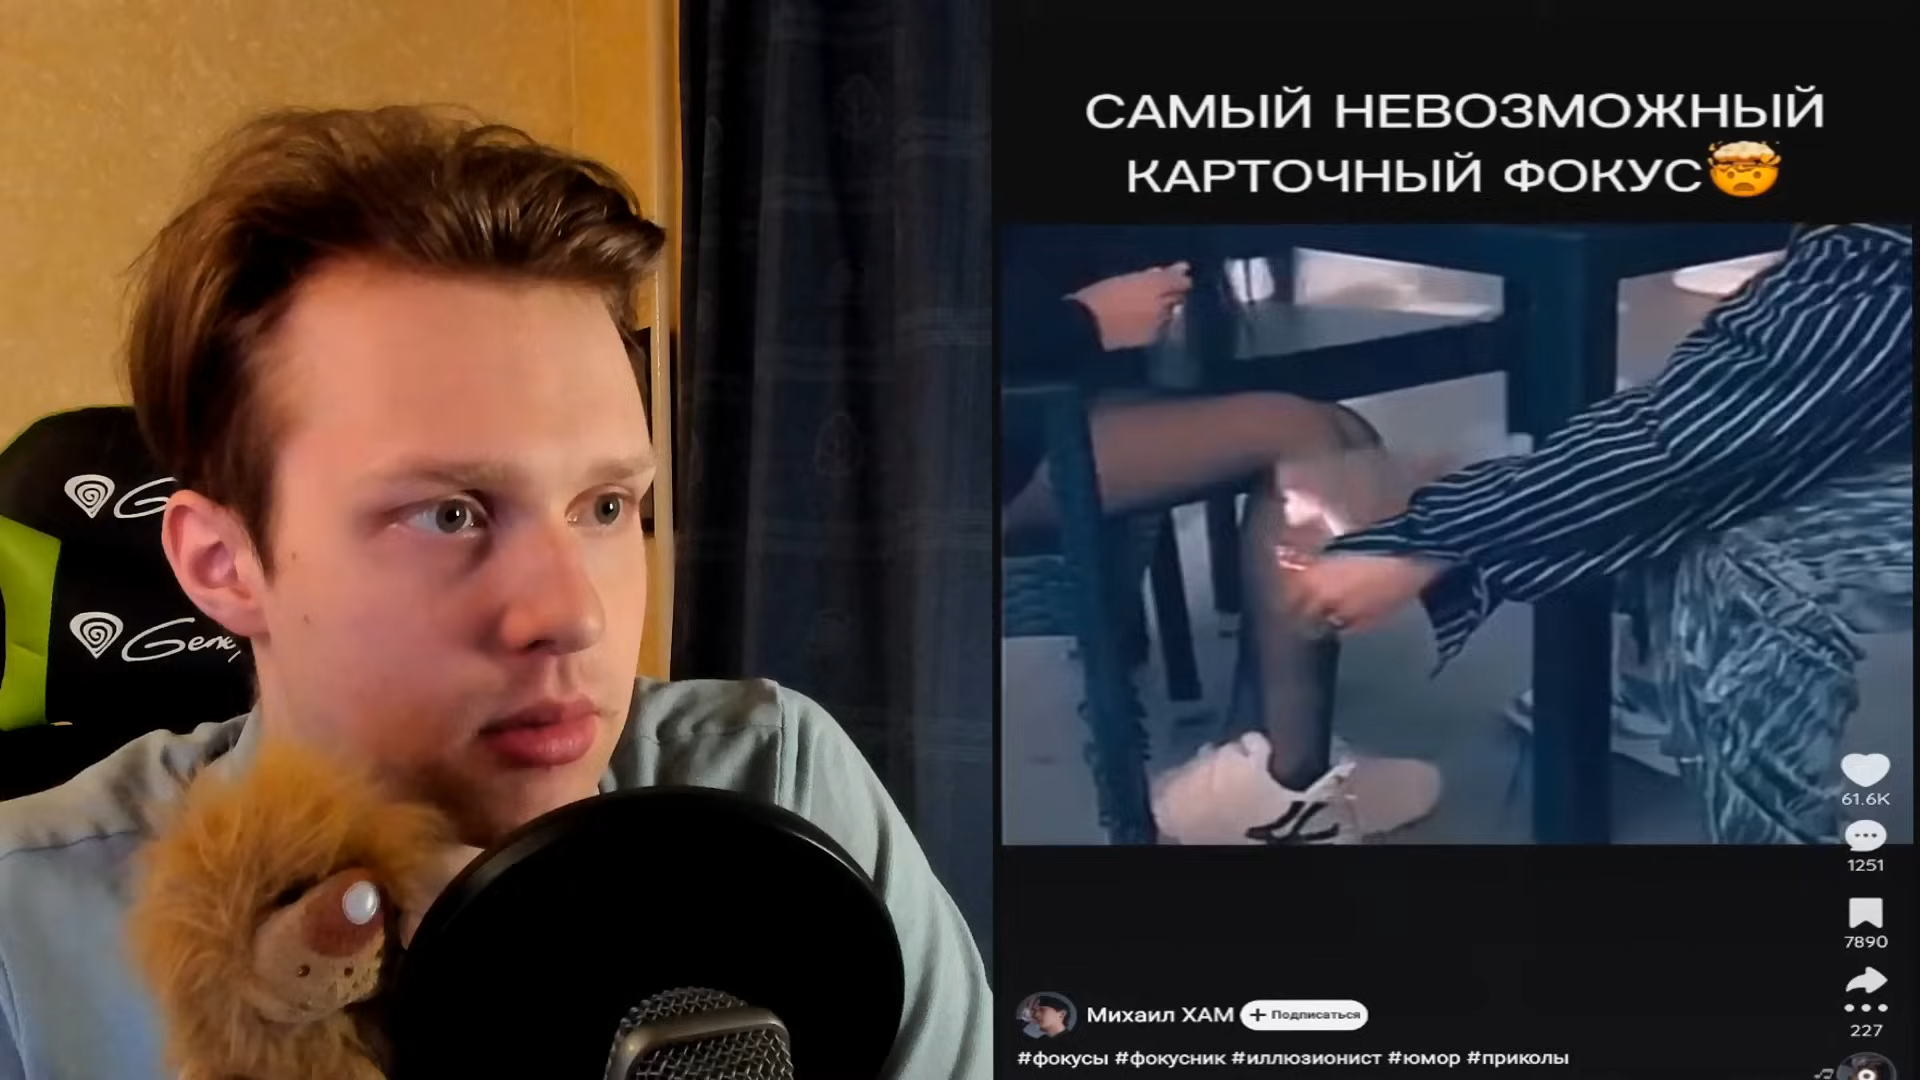 САМЫЙ НЕВОЗМОЖНЫЙ
КАРТОЧНЫЙ ФОКУС🤯
61.6K
1251
7890
227
Михаил ХАМ
+ Подписаться
#фокусы #фокусник #иллюзионист #юмор #приколы